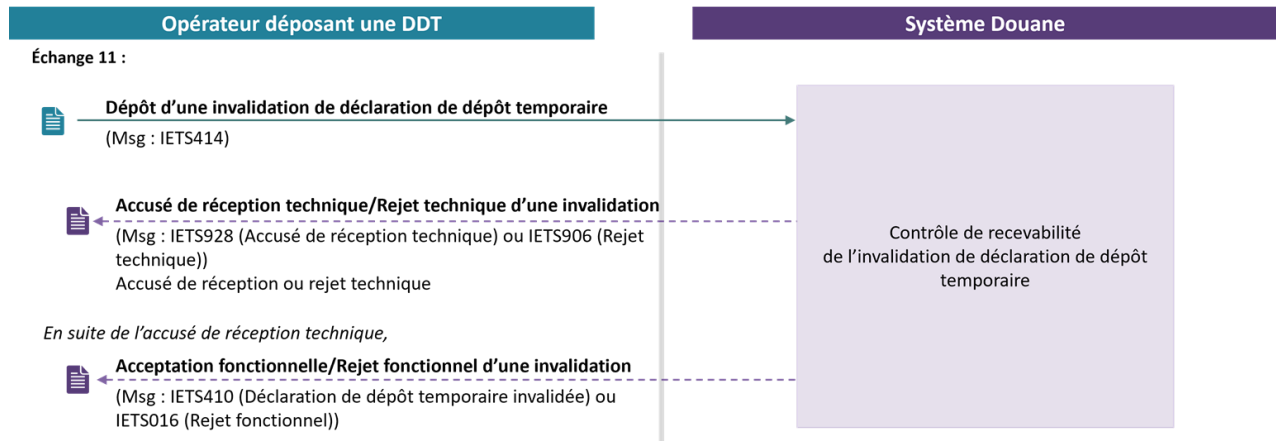 Opérateur déposant une DDT
Système Douane
Échange 11 :
Dépôt d’une invalidation de déclaration de dépôt temporaire
(Msg : IETS414)
Accusé de réception technique/Rejet technique d’une invalidation
(Msg : IETS928 (Accusé de réception technique) ou IETS906 (Rejet
technique))
Accusé de réception ou rejet technique
En suite de l’accusé de réception technique,
Acceptation fonctionnelle/Rejet fonctionnel d’une invalidation
(Msg : IETS410 (Déclaration de dépôt temporaire invalidée) ou
IETS016 (Rejet fonctionnel))
Contrôle de recevabilité
de l’invalidation de déclaration de dépôt
temporaire